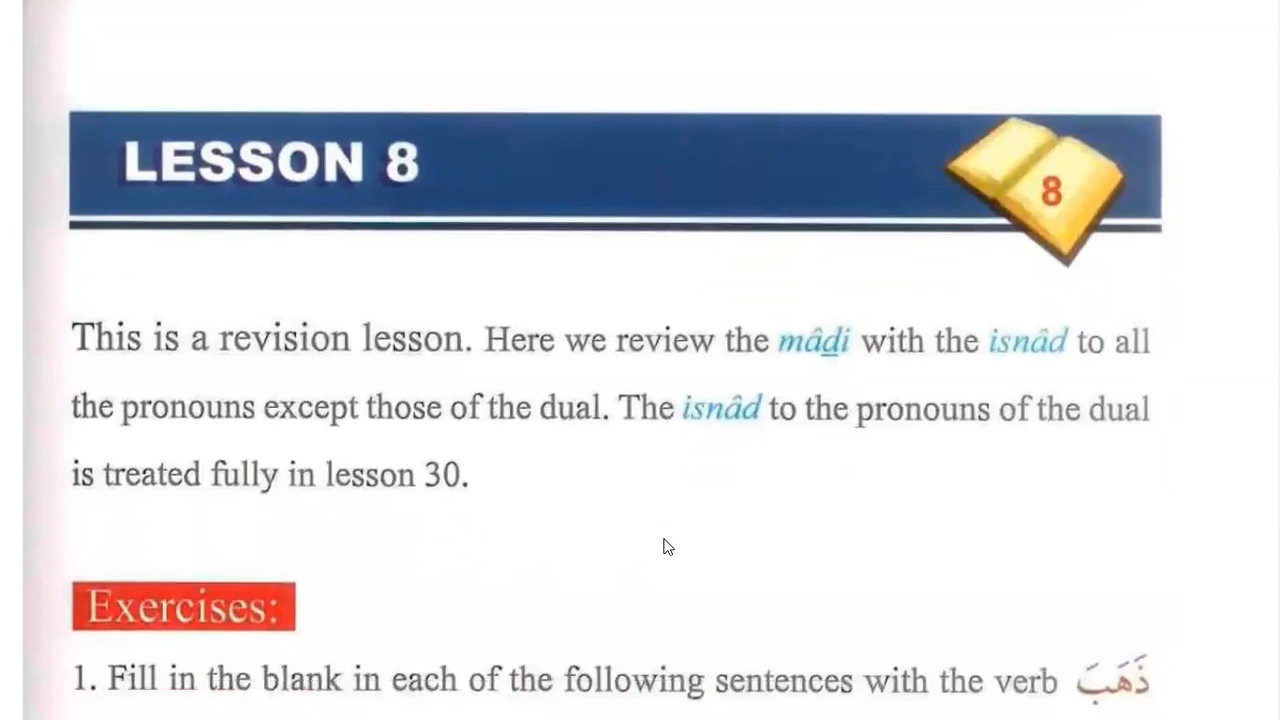 LESSON 8
8
This is a revision lesson. Here we review the mâḏi with the isnâd to all
the pronouns except those of the dual. The isnâd to the pronouns of the dual
is treated fully in lesson 30.
Exercises:
1. Fill in the blank in each of the following sentences with the verb ذَهَبَ